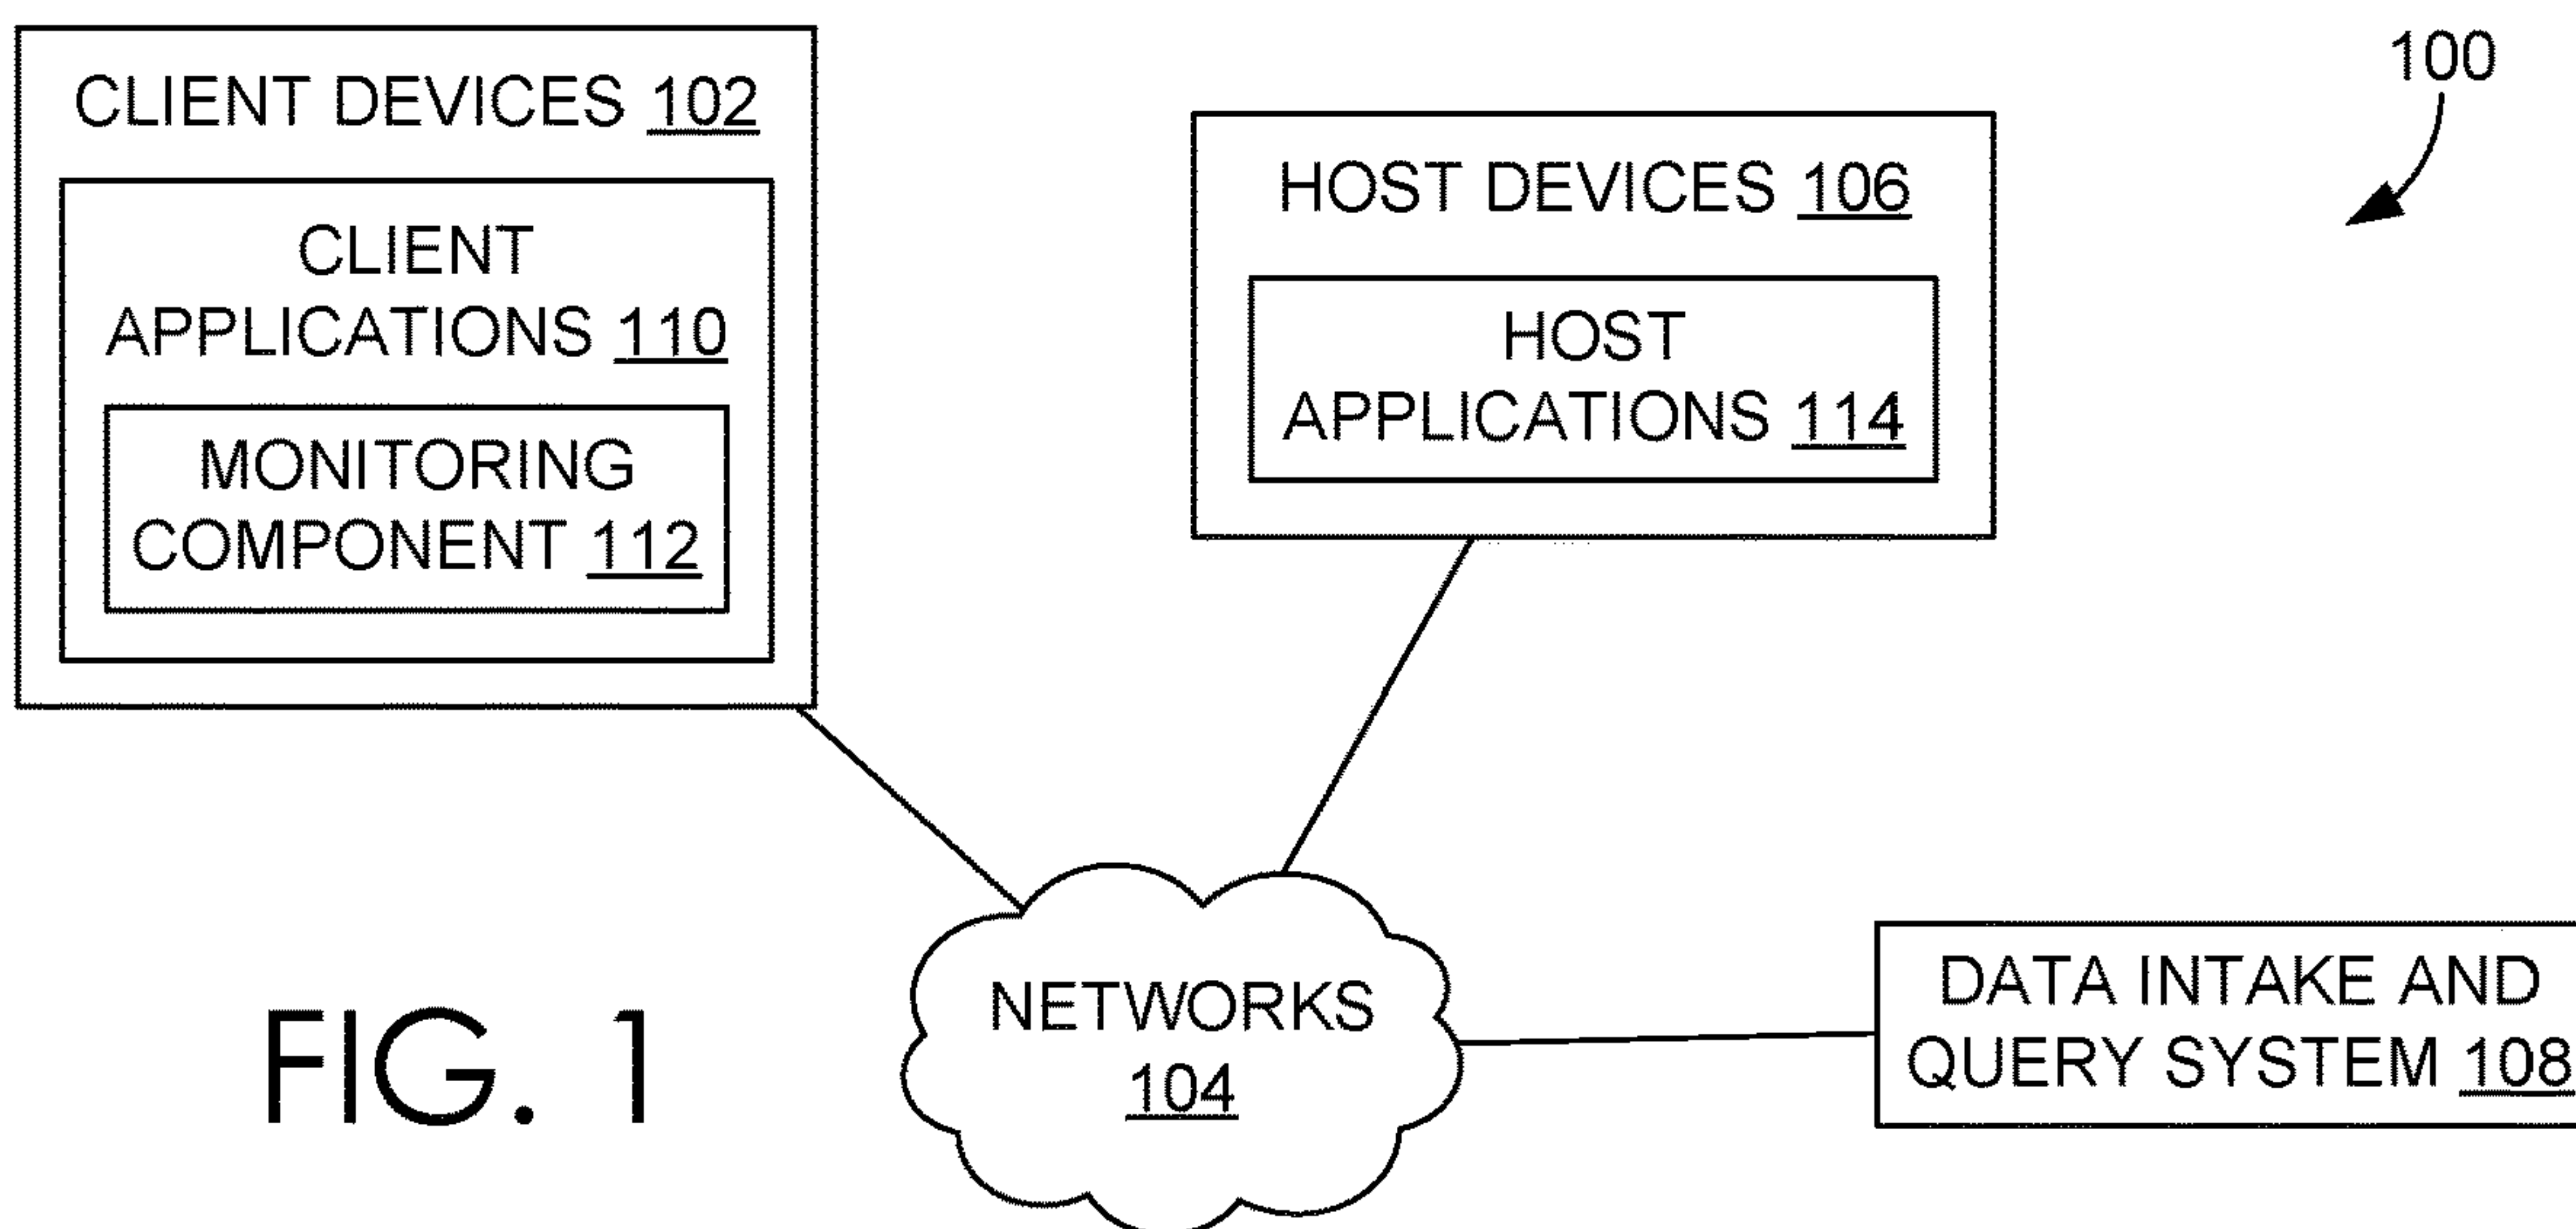 100
CLIENT DEVICES 102
CLIENT
APPLICATIONS 110
MONITORING
COMPONENT 112
HOST DEVICES 106
HOST
APPLICATIONS 114
NETWORKS
104
DATA INTAKE AND
QUERY SYSTEM 108
FIG. 1